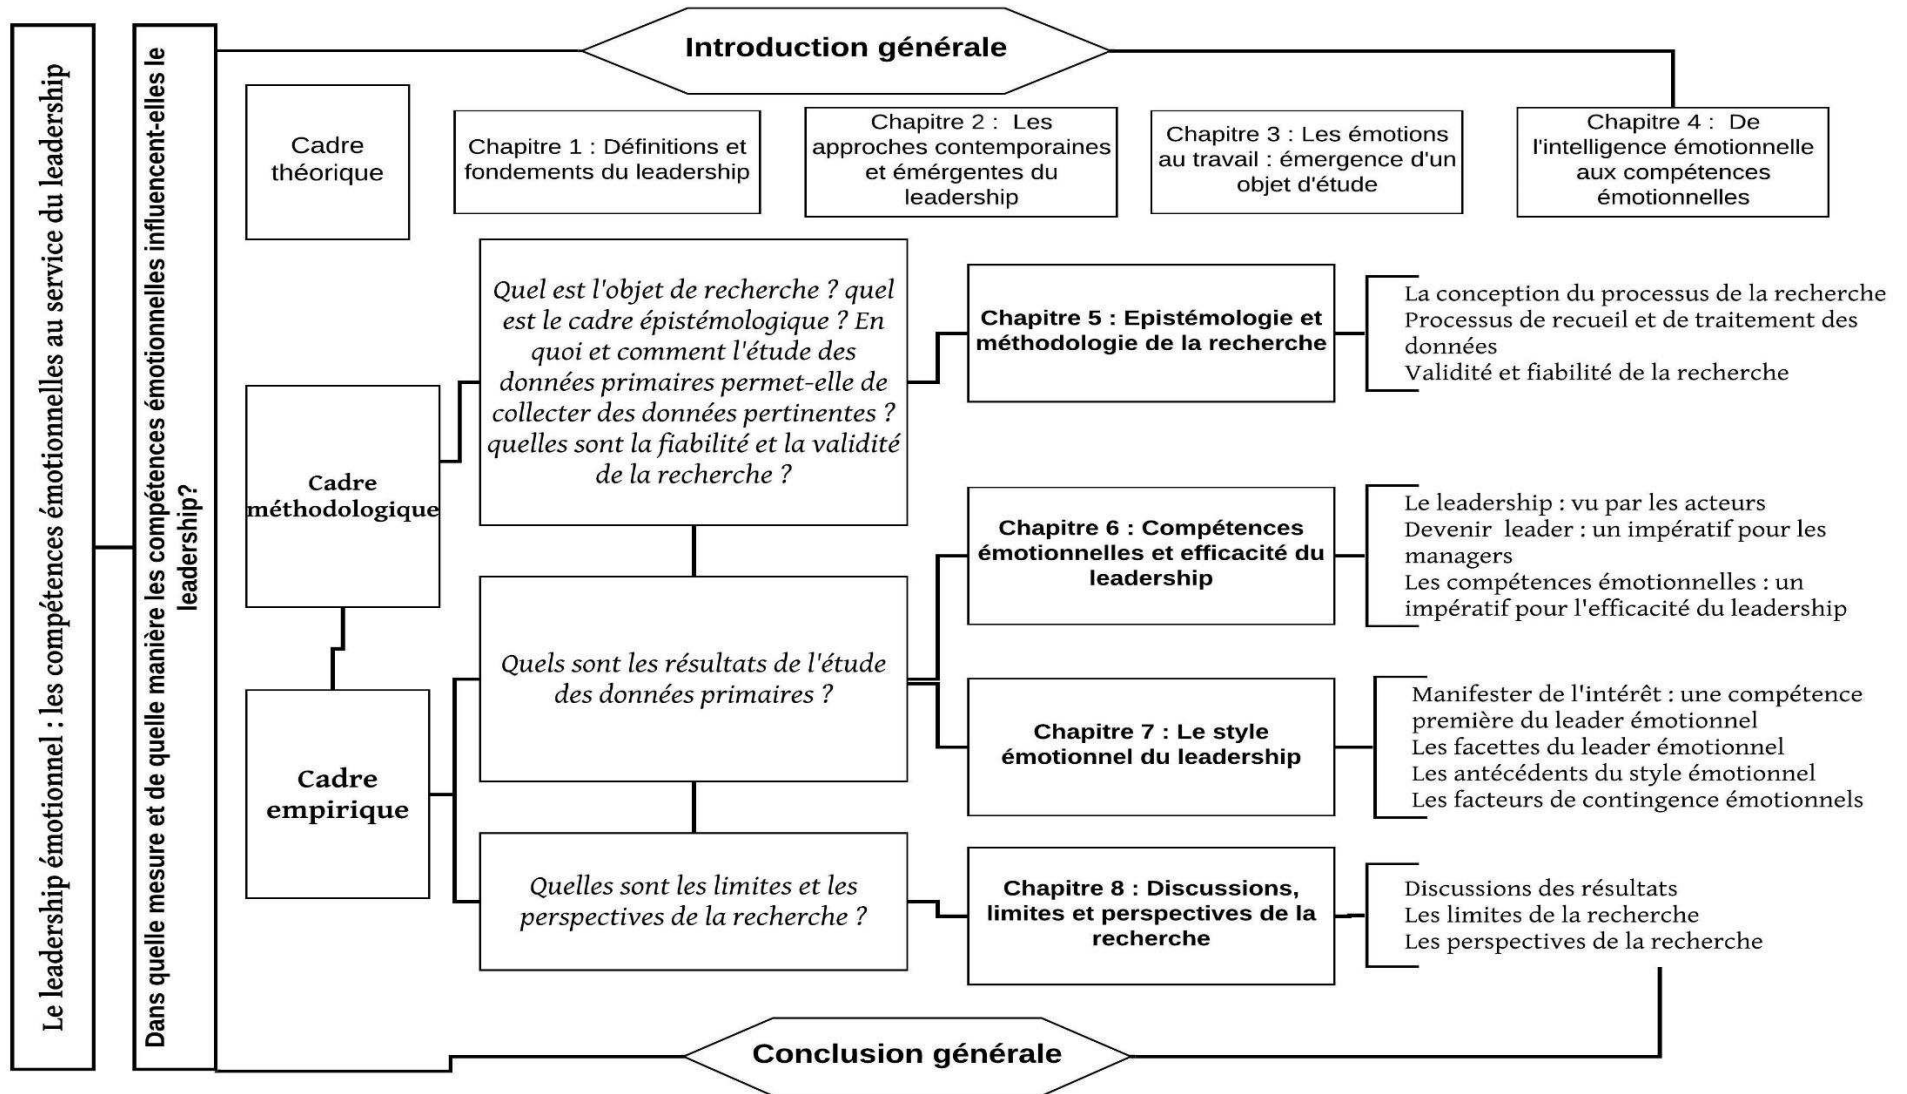 Le leadership émotionnel : les compétences émotionnelles au service du leadership
Dans quelle mesure et de quelle manière les compétences émotionnelles influencent-elles le
leadership?
Introduction générale
Cadre
théorique
Chapitre 1 : Définitions et
fondements du leadership
Chapitre 2 : Les
approches contemporaines
et émérgentes du
leadership
Chapitre 3 : Les émotions
au travail : émergence d'un
objet d'étude
Chapitre 4 : De
l'intelligence émotionnelle
aux compétences
émotionnelles
Cadre
méthodologique
Quel est l'objet de recherche ? quel
est le cadre épistémologique ? En
quoi et comment l'étude des
données primaires permet-elle de
collecter des données pertinentes ?
quelles sont la fiabilité et la validité
de la recherche ?
Chapitre 5 : Epistémologie et
méthodologie de la recherche
La conception du processus de la recherche
Processus de recueil et de traitement des
données
Validité et fiabilité de la recherche
Cadre
empirique
Quels sont les résultats de l'étude
des données primaires ?
Chapitre 6 : Compétences
émotionnelles et efficacité du
leadership
Le leadership : vu par les acteurs
Devenir leader : un impératif pour les
managers
Les compétences émotionnelles : un
impératif pour l'efficacité du leadership
Chapitre 7 : Le style
émotionnel du leadership
Manifester de l'intérêt : une compétence
première du leader émotionnel
Les facettes du leader émotionnel
Les antécédents du style émotionnel
Les facteurs de contingence émotionnels
Quelles sont les limites et les
perspectives de la recherche ?
Chapitre 8 : Discussions,
limites et perspectives de la
recherche
Discussions des résultats
Les limites de la recherche
Les perspectives de la recherche
Conclusion générale